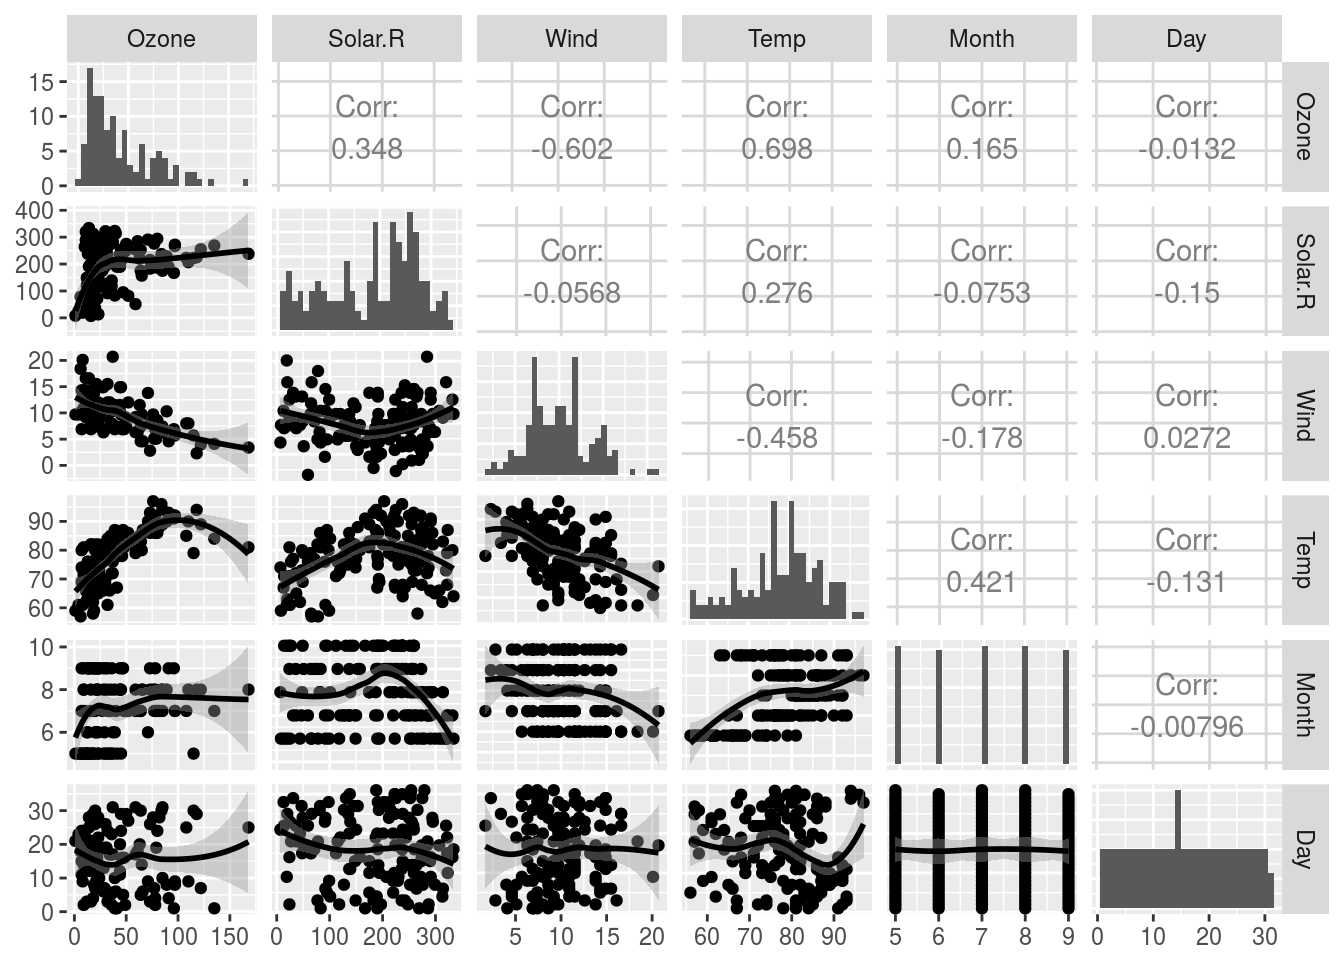 Ozone Solar.R Wind Temp Month Day
15
10
5
0
Corr:
0.348
Corr:
-0.602
Corr:
0.698
Corr:
0.165
Corr:
-0.0132
Ozone
400
300
200
100
0
Corr:
-0.0568
Corr:
0.276
Corr:
-0.0753
Corr:
-0.15
Solar.R
20
15
10
5
0
Corr:
-0.458
Corr:
-0.178
Corr:
0.0272
Wind
90
80
70
60
Corr:
0.421
Corr:
-0.131
Temp
10
8
6
Corr:
-0.00796
Month
30
20
10
0
Day
0 50 100 150 0 100 200 300 5 10 15 20 60 70 80 90 5 6 7 8 9 0 10 20 30